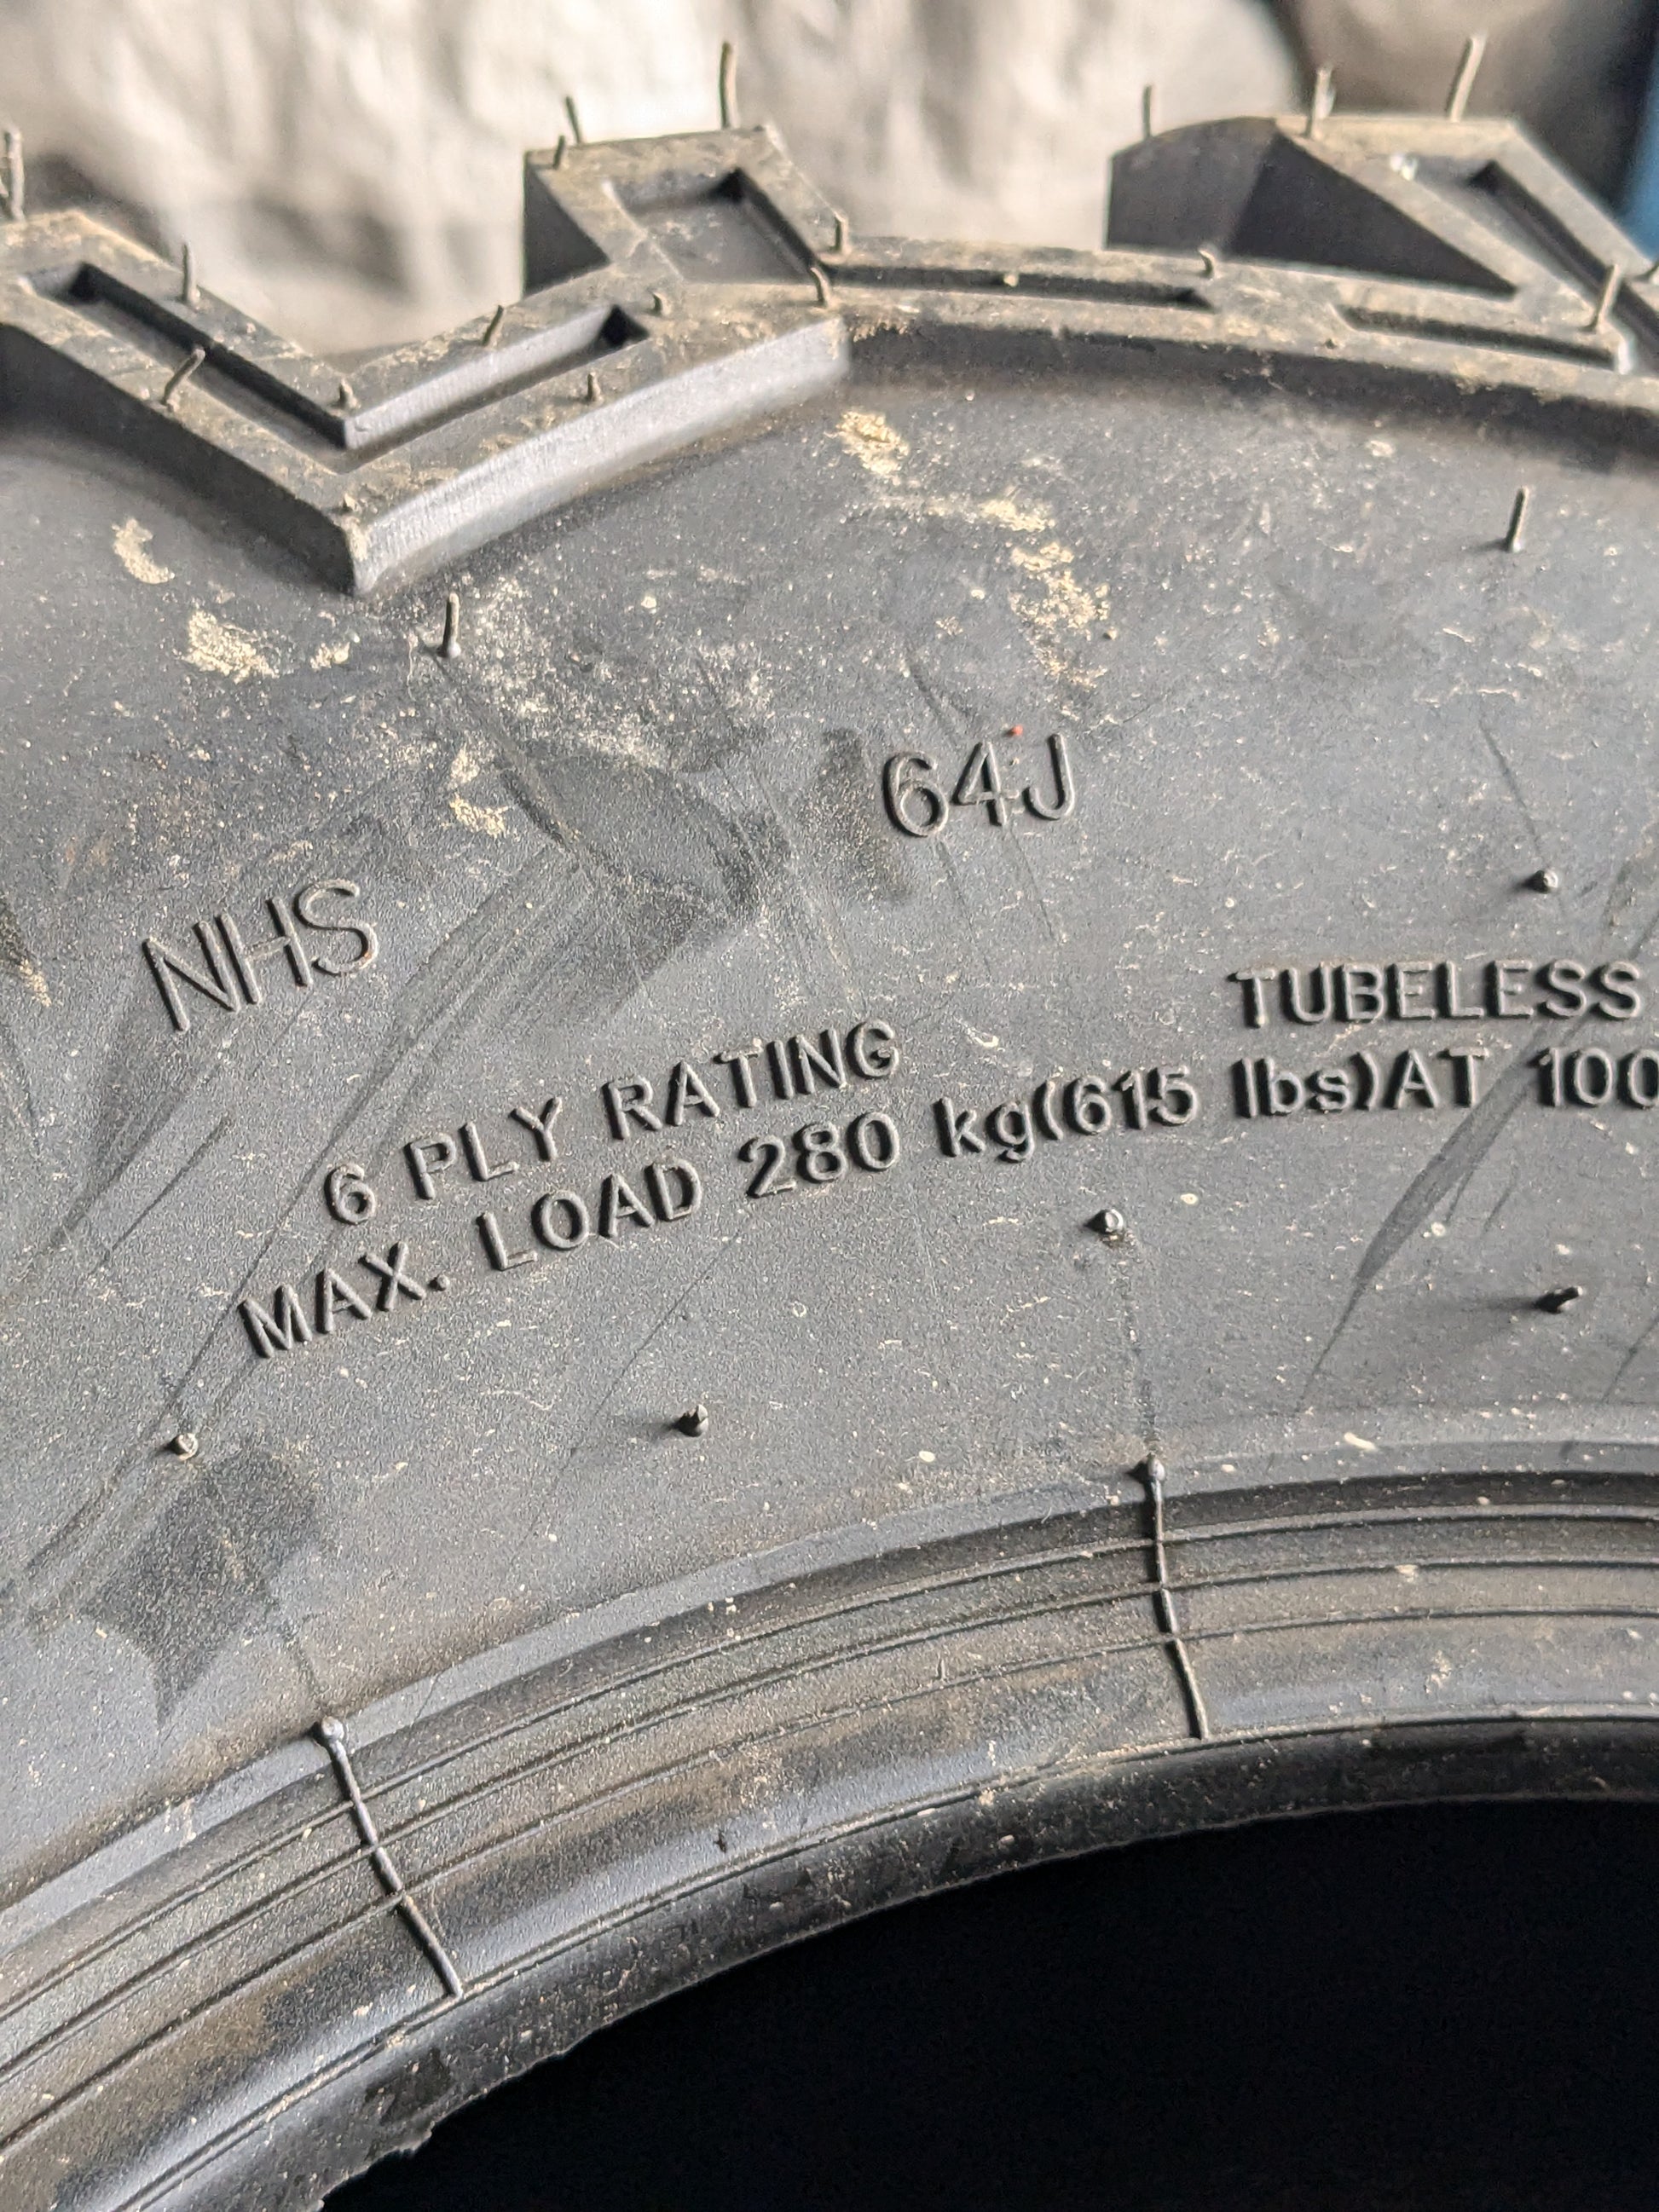 64J
NHS
TUBELESS
6 PLY RATING
MAX. LOAD 280 kg(615 lbs)AT 100